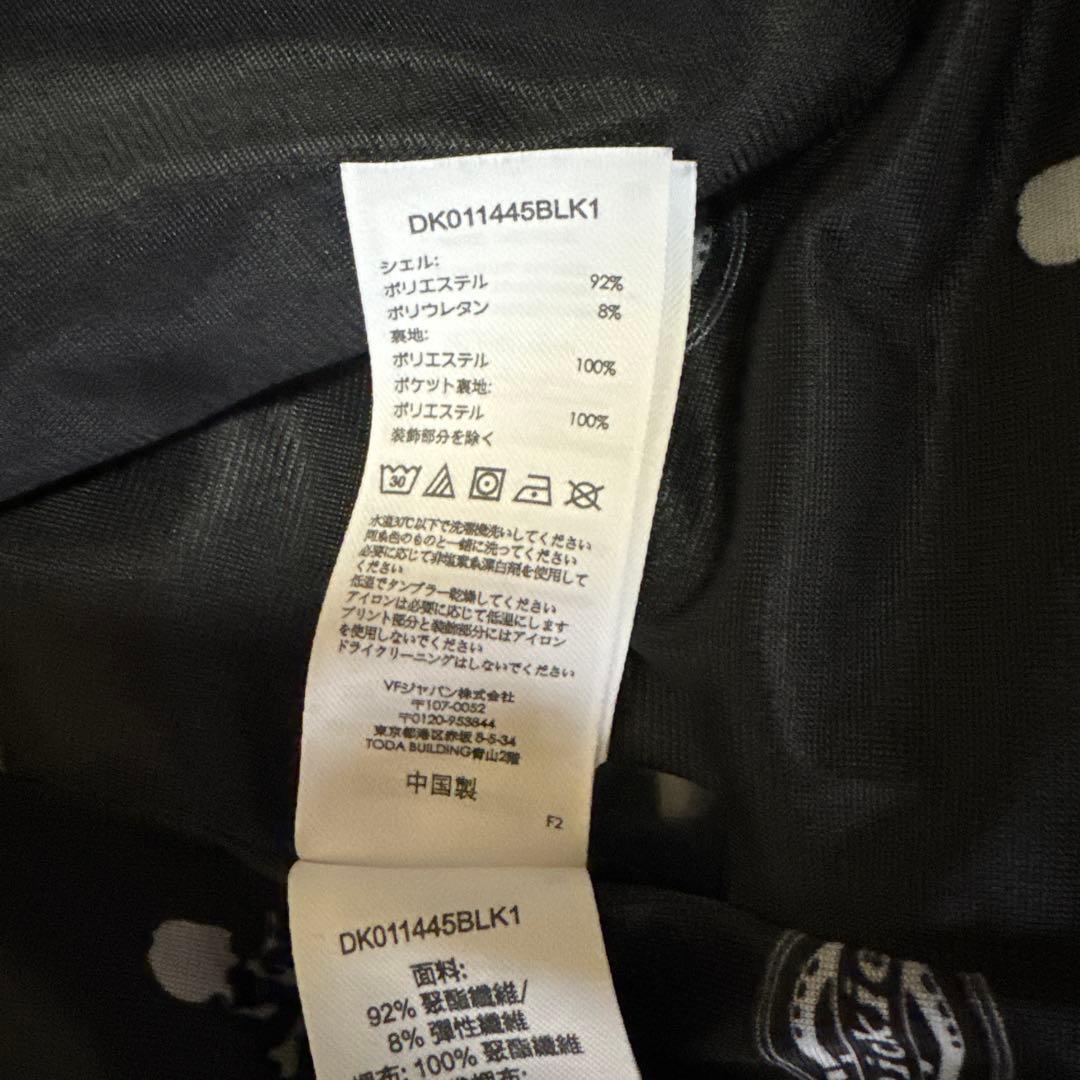 DK011445BLK1
シェル:
ポリエステル 92%
ポリウレタン 8%
裏地:
ポリエステル 100%
ポケット裏地:
ポリエステル 100%
装飾部分を除く
30
水温30℃以下で洗濯機洗いしてください
同系色のものと一緒に洗ってください
必要に応じて非塩素系漂白剤を使用して
ください
低温でタンブラー乾燥してください
アイロンは必要に応じて低温にします
プリント部分と装飾部分にはアイロン
を使用しないでください
ドライクリーニングはしないでください
VFジャパン株式会社
〒107-0052
〒0120-953844
東京都港区赤坂 8-5-34
TODA BUILDING青山2階
中国製
F2
DK011445BLK1
面料:
92% 聚酯纖維/
8% 彈性纖維
裡布: 100% 聚酯纖維